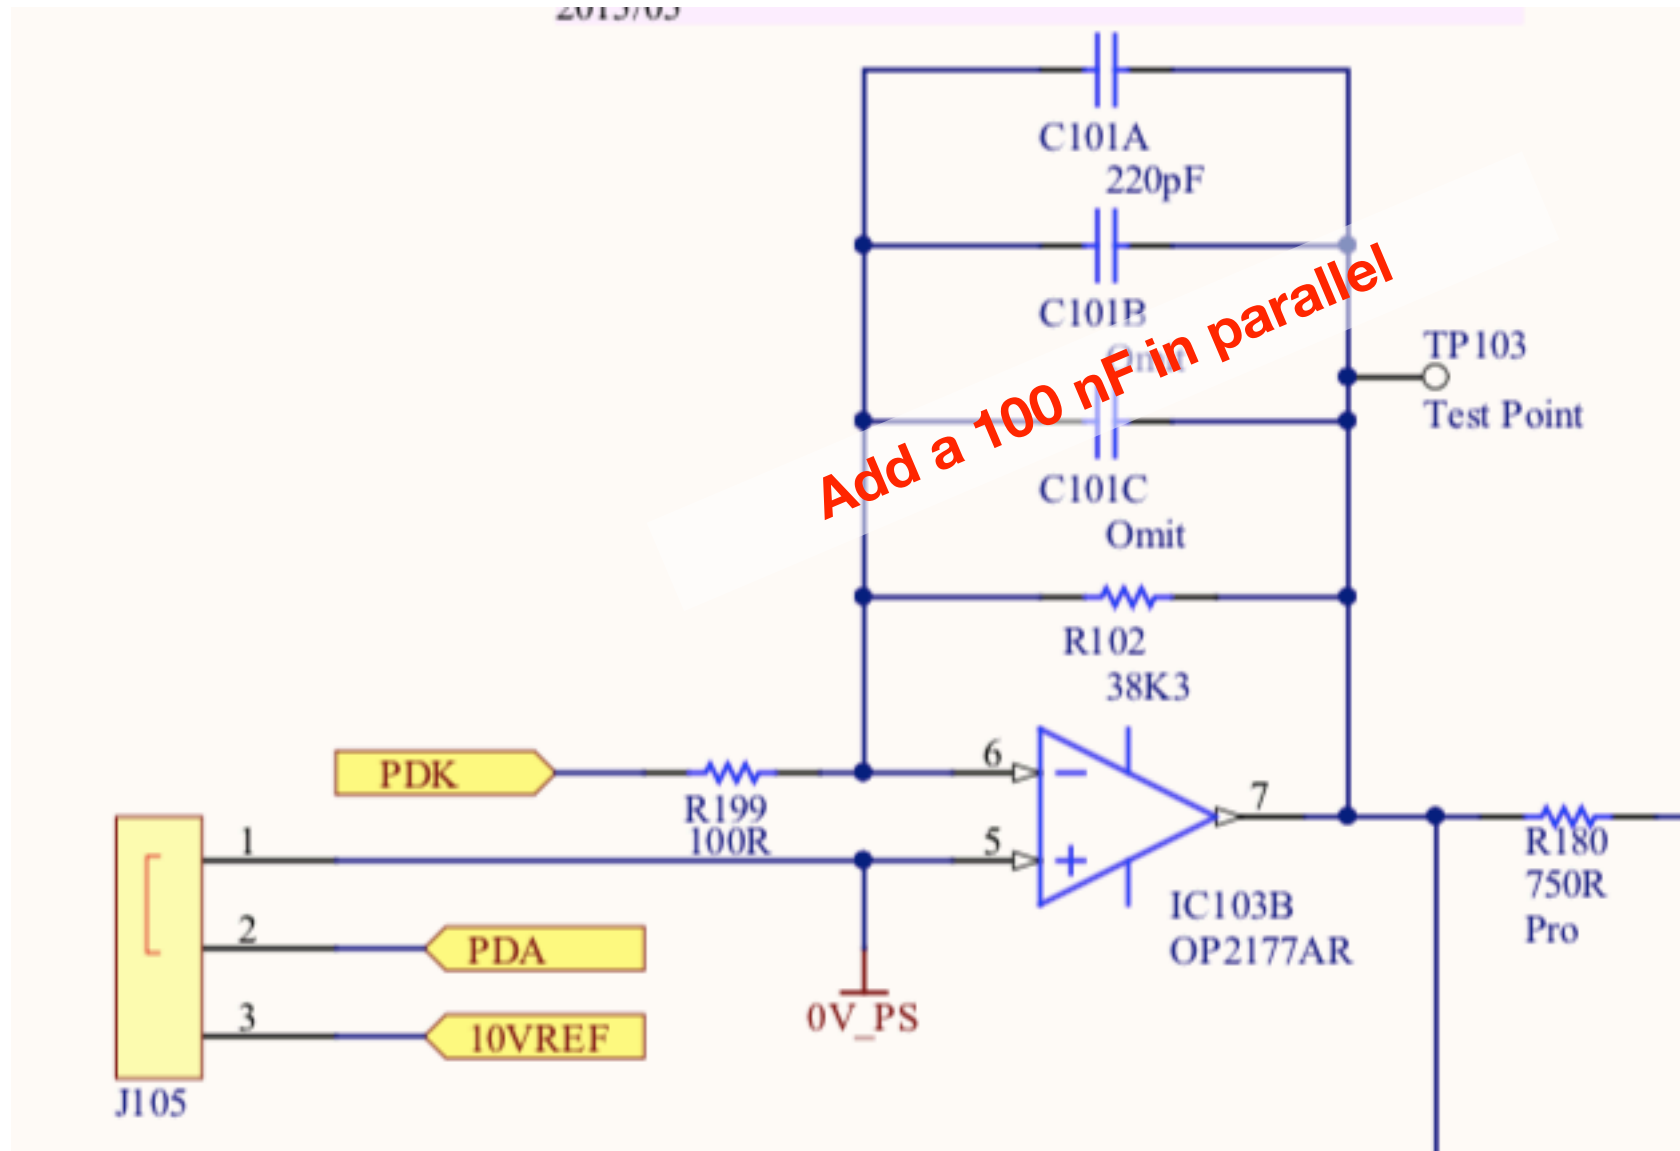 C101A
220pF
C101B
Omit
Add a 100 nF in parallel
TP103
Test Point
C101C
Omit
R102
38K3
PDK
R199
100R
6
5
7
1
2
PDA
3
10VREF
J105
0V_PS
IC103B
OP2177AR
R180
750R
Pro